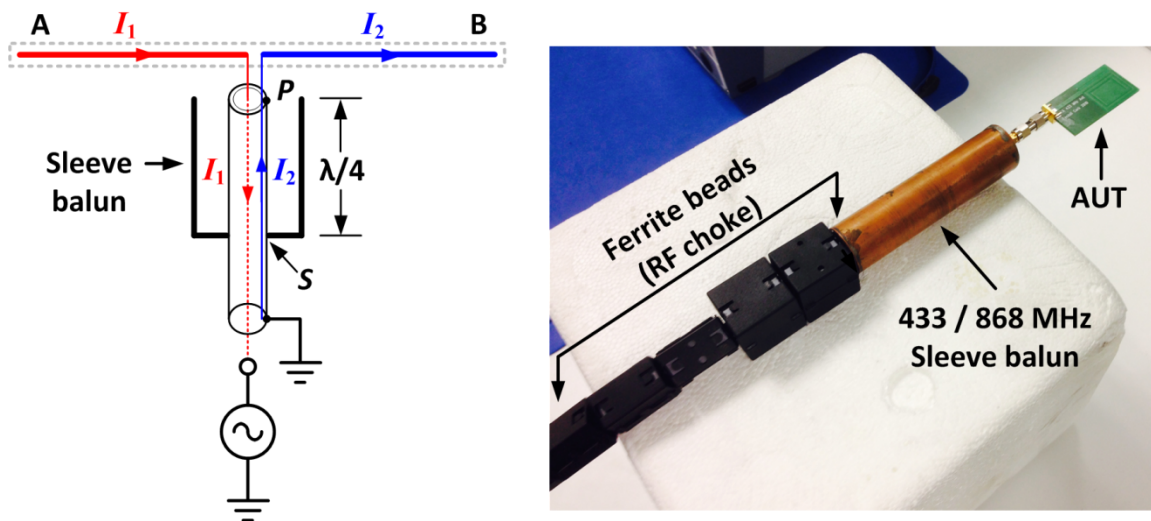 A
I1
I2
B
P
Sleeve
balun
I1
I2
λ/4
S
Ferrite beads
(RF choke)
AUT
433 / 868 MHz
Sleeve balun